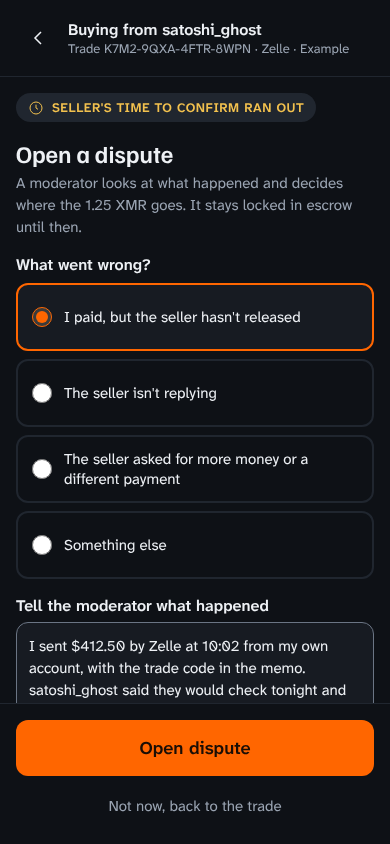 Buying from satoshi_ghost
Trade K7M2-9QXA-4FTR-8WPN · Zelle · Example
SELLER'S TIME TO CONFIRM RAN OUT
Open a dispute
A moderator looks at what happened and decides
where the 1.25 XMR goes. It stays locked in escrow
until then.
What went wrong?
I paid, but the seller hasn't released
The seller isn't replying
The seller asked for more money or a
different payment
Something else
Tell the moderator what happened
I sent $412.50 by Zelle at 10:02 from my own
account, with the trade code in the memo.
satoshi_ghost said they would check tonight and
Open dispute
Not now, back to the trade